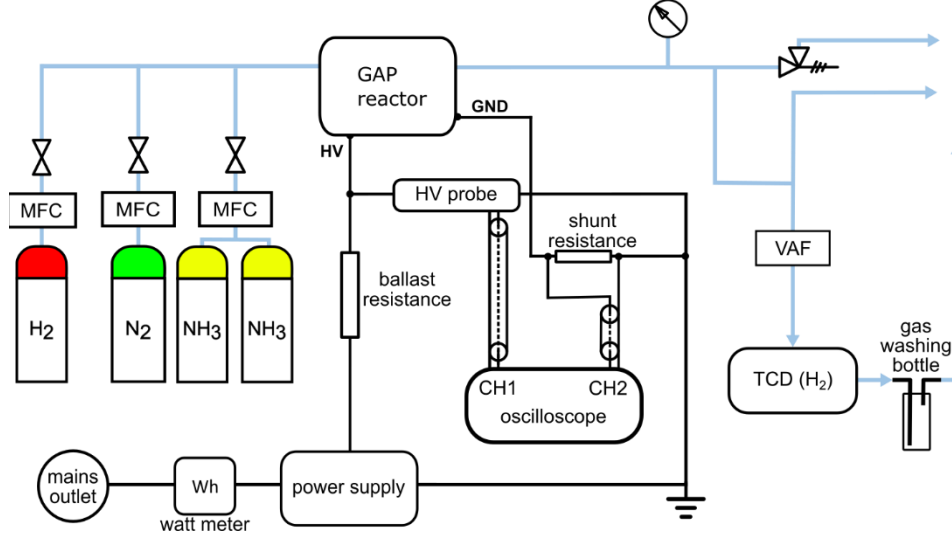 GAP
reactor
GND
HV
MFC
MFC
MFC
HV probe
shunt
resistance
VAF
ballast
resistance
H₂
N₂
NH₃
NH₃
gas
washing
bottle
TCD (H₂)
CH1
CH2
oscilloscope
mains
outlet
Wh
power supply
watt meter